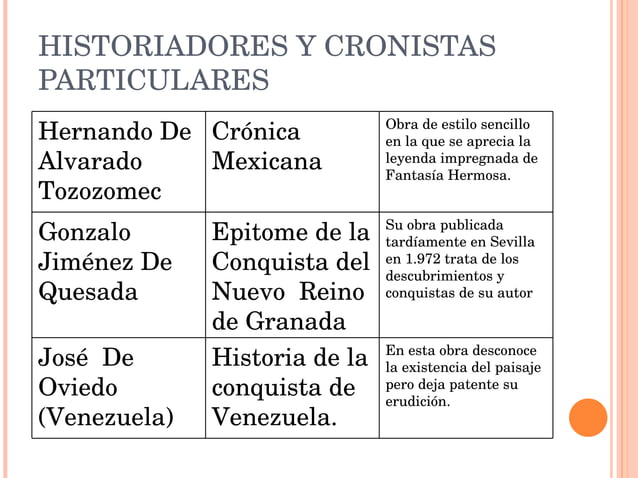 HISTORIADORES Y CRONISTAS
PARTICULARES
Hernando De
Alvarado
Tozozomec
Crónica
Mexicana
Obra de estilo sencillo
en la que se aprecia la
leyenda impregnada de
Fantasía Hermosa.
Gonzalo
Jiménez De
Quesada
Epitome de la
Conquista del
Nuevo Reino
de Granada
Su obra publicada
tardíamente en Sevilla
en 1.972 trata de los
descubrimientos y
conquistas de su autor
José De
Oviedo
(Venezuela)
Historia de la
conquista de
Venezuela.
En esta obra desconoce
la existencia del paisaje
pero deja patente su
erudición.